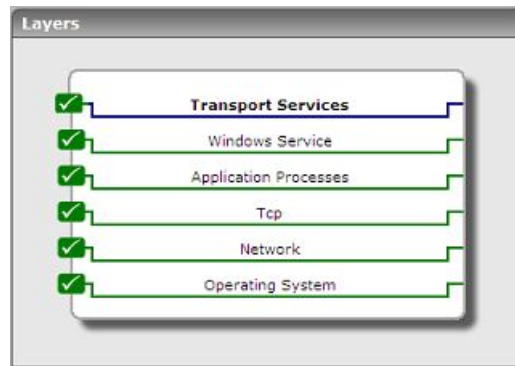 Layers
Transport Services
Windows Service
Application Processes
Tcp
Network
Operating System